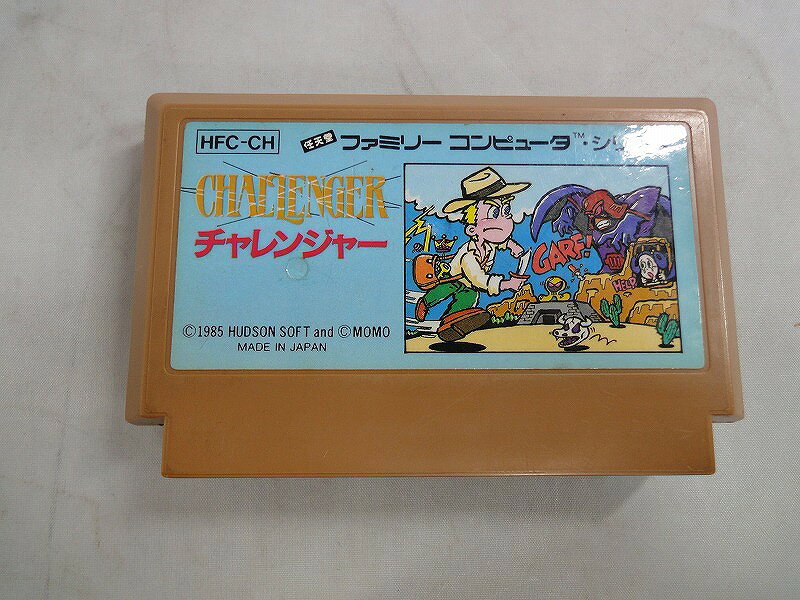 HFC-CH
任天堂 ファミリー コンピュータ™・シリ
CHALLENGER
チャレンジャー
GARF!
HELP
©1985 HUDSON SOFT and ©MOMO
MADE IN JAPAN